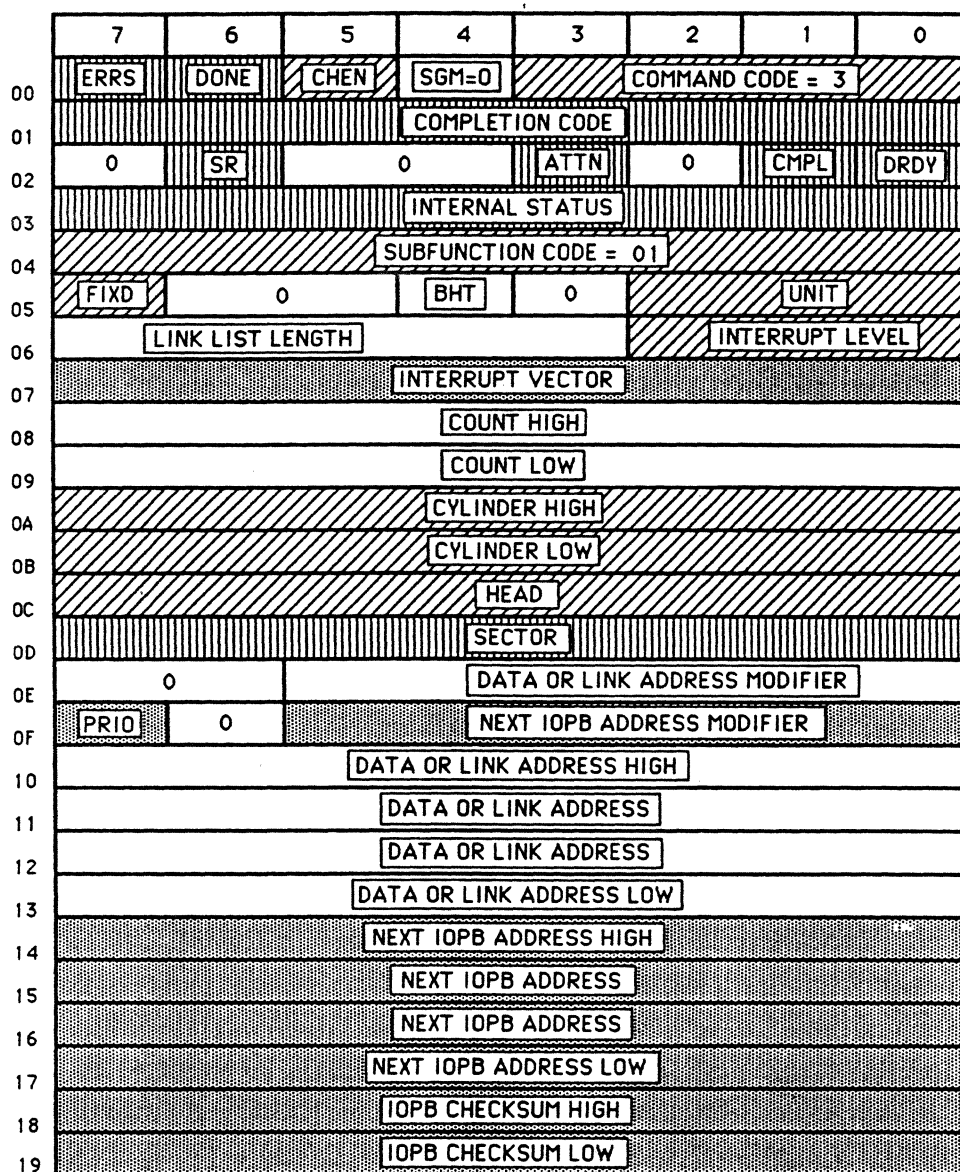 7 6 5 4 3 2 1 0
00 ERRS DONE CHEN SGM=0 COMMAND CODE = 3
01 COMPLETION CODE
02 0 SR 0 ATTN 0 CMPL DRDY
03 INTERNAL STATUS
04 SUBFUNCTION CODE = 01
05 FIXD 0 BHT 0 UNIT
06 LINK LIST LENGTH INTERRUPT LEVEL
07 INTERRUPT VECTOR
08 COUNT HIGH
09 COUNT LOW
0A CYLINDER HIGH
0B CYLINDER LOW
0C HEAD
0D SECTOR
0E 0 DATA OR LINK ADDRESS MODIFIER
0F PRIO 0 NEXT IOPB ADDRESS MODIFIER
10 DATA OR LINK ADDRESS HIGH
11 DATA OR LINK ADDRESS
12 DATA OR LINK ADDRESS
13 DATA OR LINK ADDRESS LOW
14 NEXT IOPB ADDRESS HIGH
15 NEXT IOPB ADDRESS
16 NEXT IOPB ADDRESS
17 NEXT IOPB ADDRESS LOW
18 IOPB CHECKSUM HIGH
19 IOPB CHECKSUM LOW